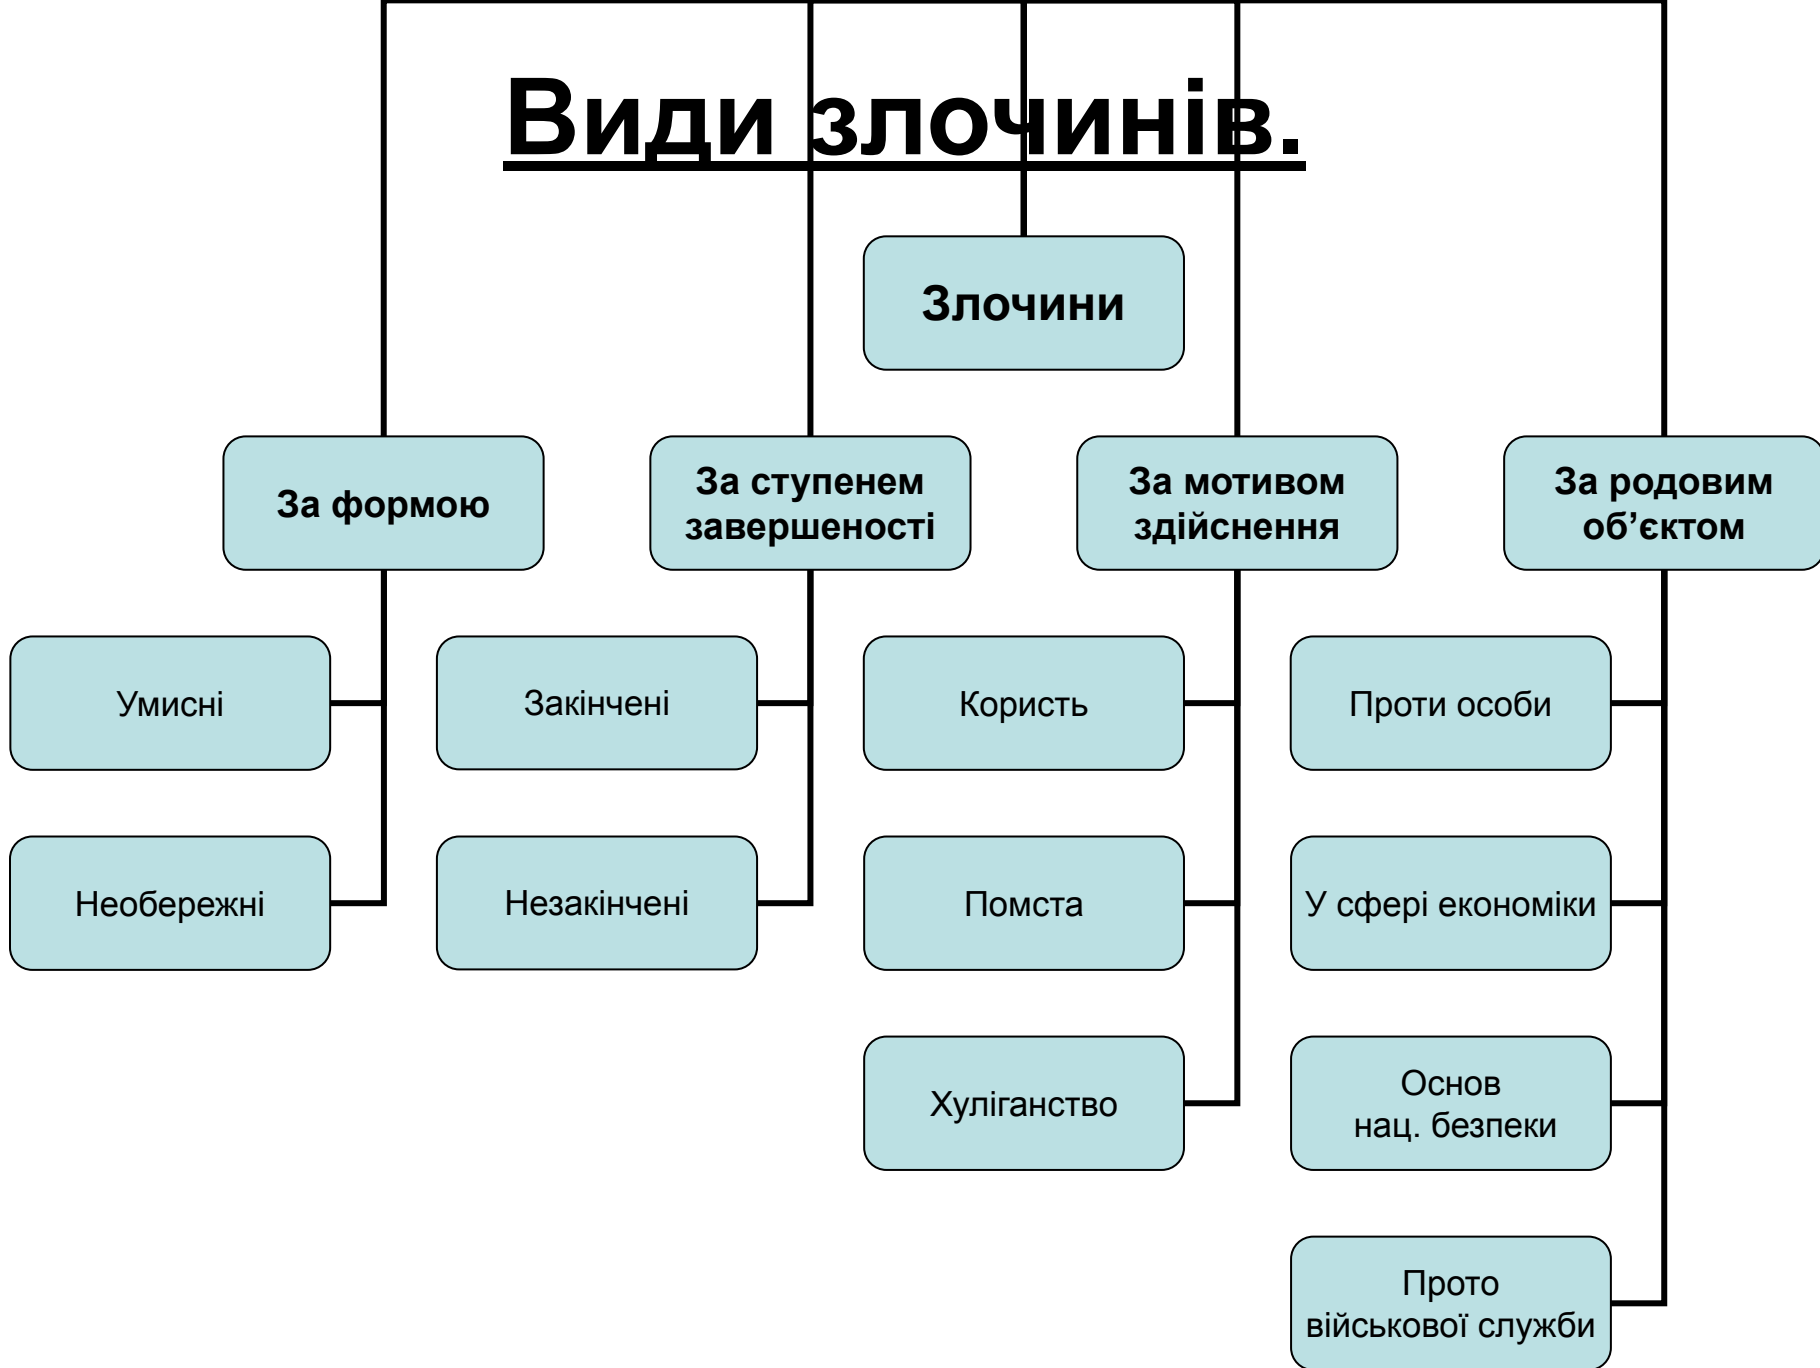 Види злочинів.
Злочини
За формою
За ступенем
завершеності
За мотивом
здійснення
За родовим
об’єктом
Умисні
Закінчені
Користь
Проти особи
Необережні
Незакінчені
Помста
У сфері економіки
Хуліганство
Основ
нац. безпеки
Прото
військової служби